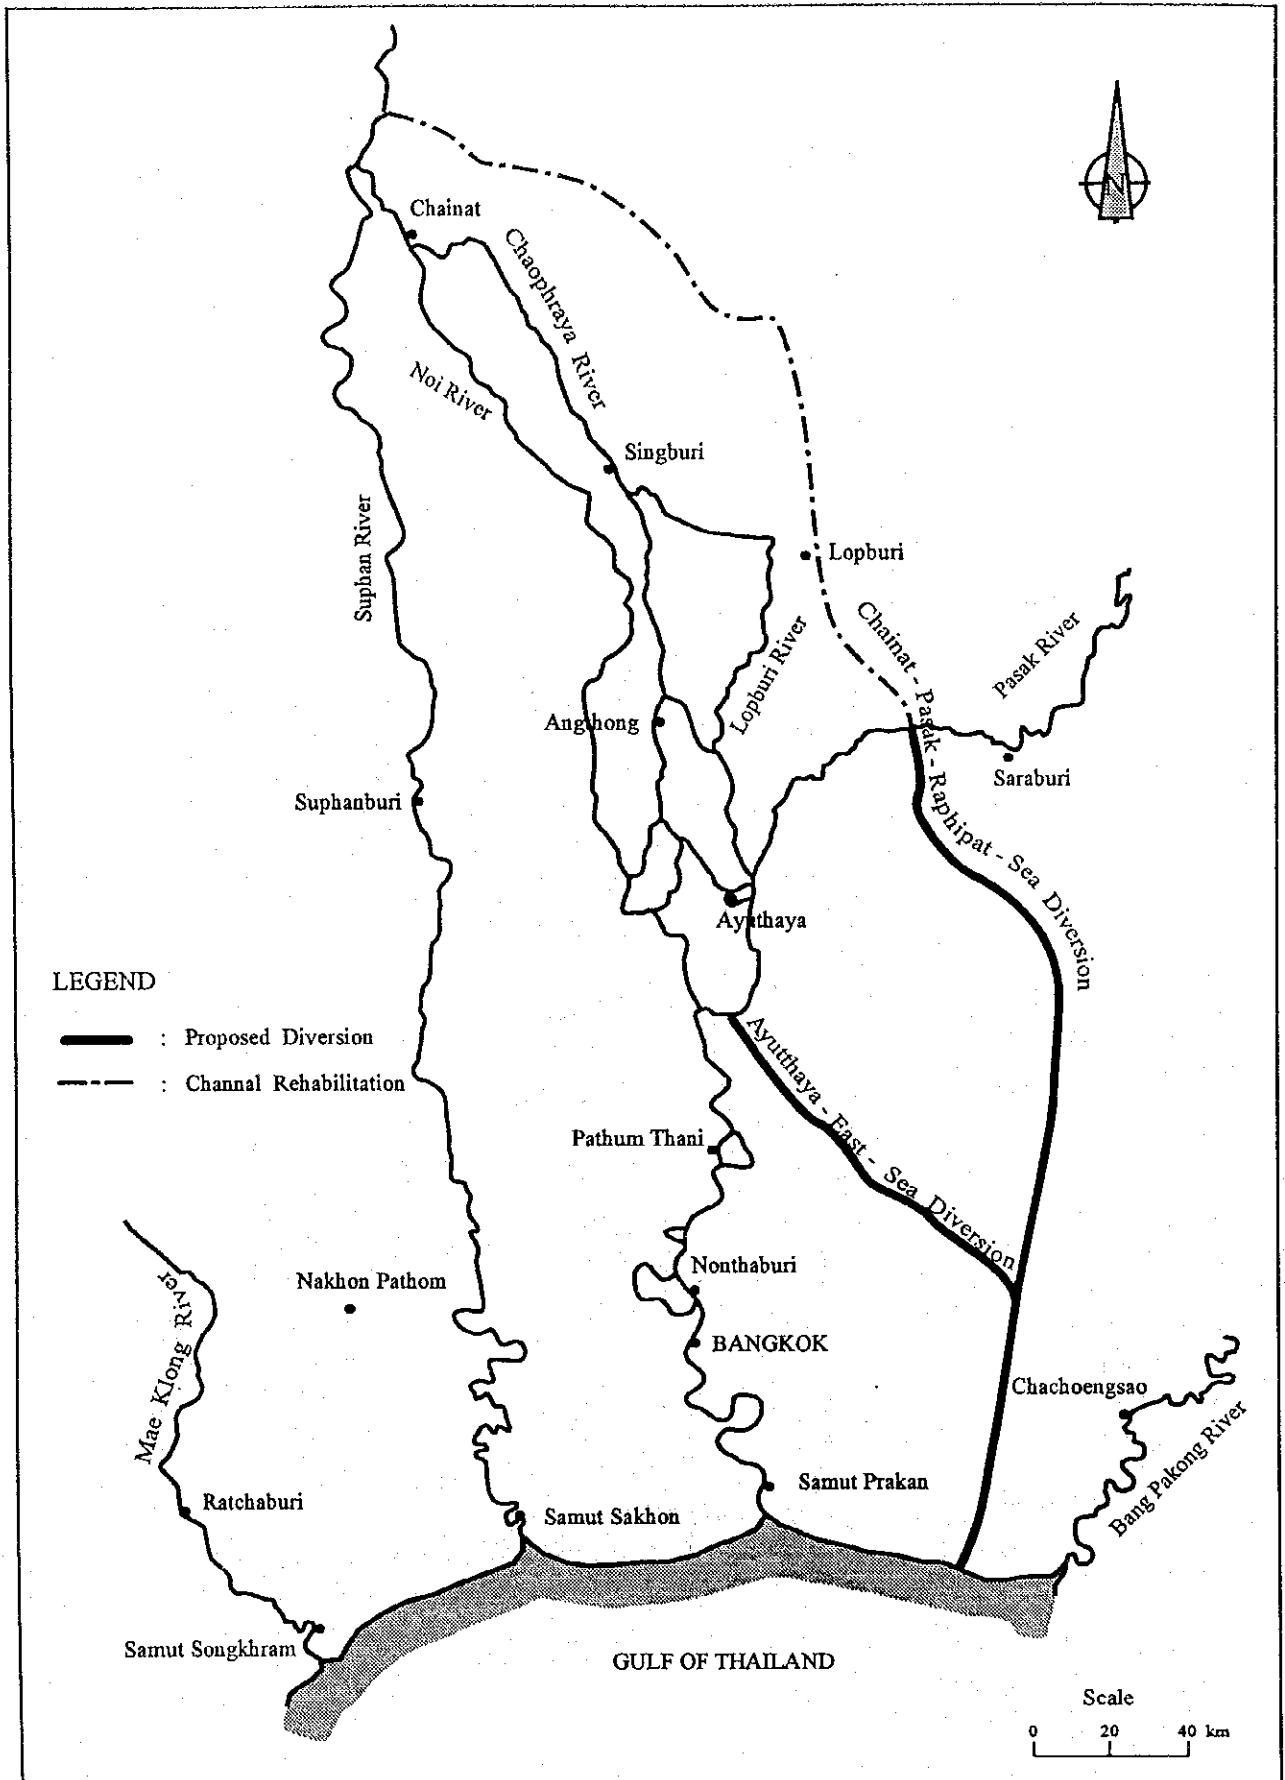 N
Chainat
Chaophraya River
Noi River
Singburi
Suphan River
Lopburi
Chainat - Pasak - Raphipat - Sea Diversion
Pasak River
Lopburi River
Angthong
Saraburi
Suphanburi
Ayuthaya
LEGEND
: Proposed Diversion
: Channal Rehabilitation
Ayutthaya - East - Sea Diversion
Pathum Thani
Nonthaburi
Nakhon Pathom
Mae Klong River
BANGKOK
Chachoengsao
Bang Pakong River
Samut Prakan
Ratchaburi
Samut Sakhon
Samut Songkhram
GULF OF THAILAND
Scale
0 20 40 km